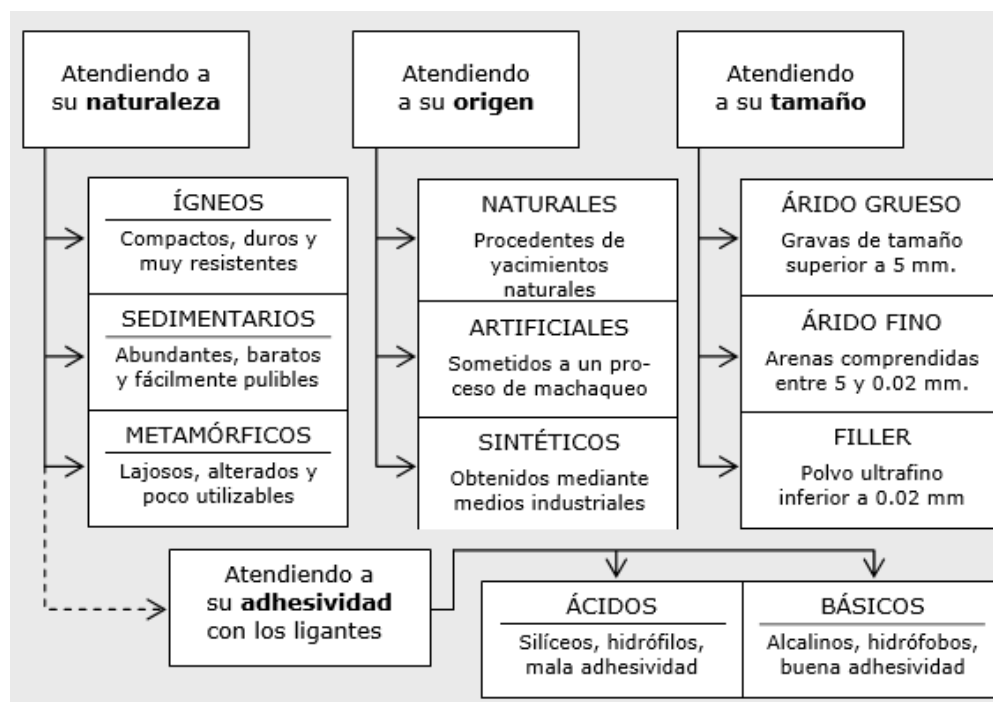 Atendiendo a
su naturaleza
Atendiendo
a su origen
Atendiendo
a su tamaño
ÍGNEOS
Compactos, duros y
muy resistentes
SEDIMENTARIOS
Abundantes, baratos
y fácilmente pulibles
METAMÓRFICOS
Lajosos, alterados y
poco utilizables
NATURALES
Procedentes de
yacimientos
naturales
ARTIFICIALES
Sometidos a un pro-
ceso de machaqueo
SINTÉTICOS
Obtenidos mediante
medios industriales
ÁRIDO GRUESO
Gravas de tamaño
superior a 5 mm.
ÁRIDO FINO
Arenas comprendidas
entre 5 y 0.02 mm.
FILLER
Polvo ultrafino
inferior a 0.02 mm
Atendiendo a
su adhesividad
con los ligantes
ÁCIDOS
Silíceos, hidrófilos,
mala adhesividad
BÁSICOS
Alcalinos, hidrófobos,
buena adhesividad